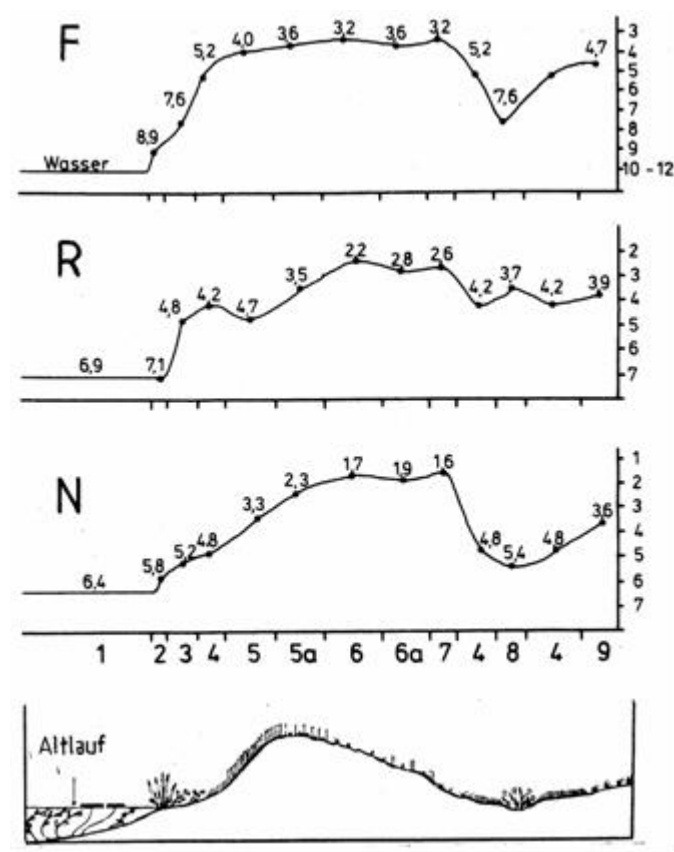 F
8,9 7,6 5,2 4,0 3,6 3,2 3,6 3,2 5,2 7,6 4,7
Wasser
3
4
5
6
7
8
9
10 - 12
R
6,9 7,1 4,8 4,2 4,7 3,5 2,2 2,8 2,6 4,2 3,7 4,2 3,9
2
3
4
5
6
7
N
6,4 5,8 5,2 4,8 3,3 2,3 1,7 1,9 1,6 4,8 5,4 4,8 3,6
1
2
3
4
5
6
7
1 2 3 4 5 5a 6 6a 7 4 8 4 9
Altlauf